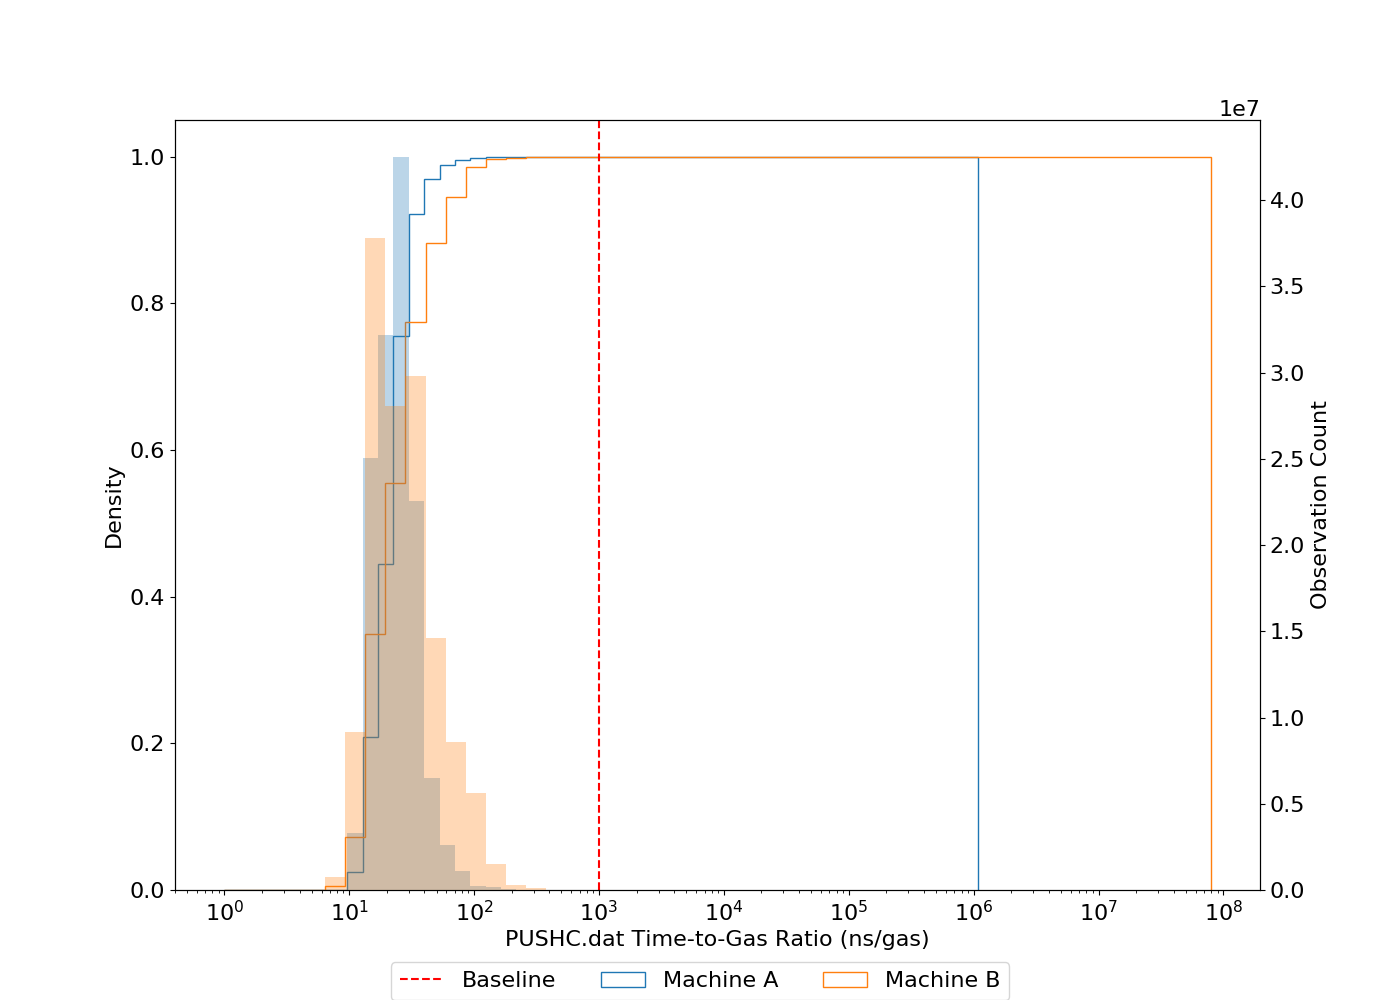 1e7
1.0
0.8
0.6
0.4
0.2
0.0
Density
4.0
3.5
3.0
2.5
2.0
1.5
1.0
0.5
0.0
Observation Count
10⁰ 10¹ 10² 10³ 10⁴ 10⁵ 10⁶ 10⁷ 10⁸
PUSHC.dat Time-to-Gas Ratio (ns/gas)
Baseline Machine A Machine B